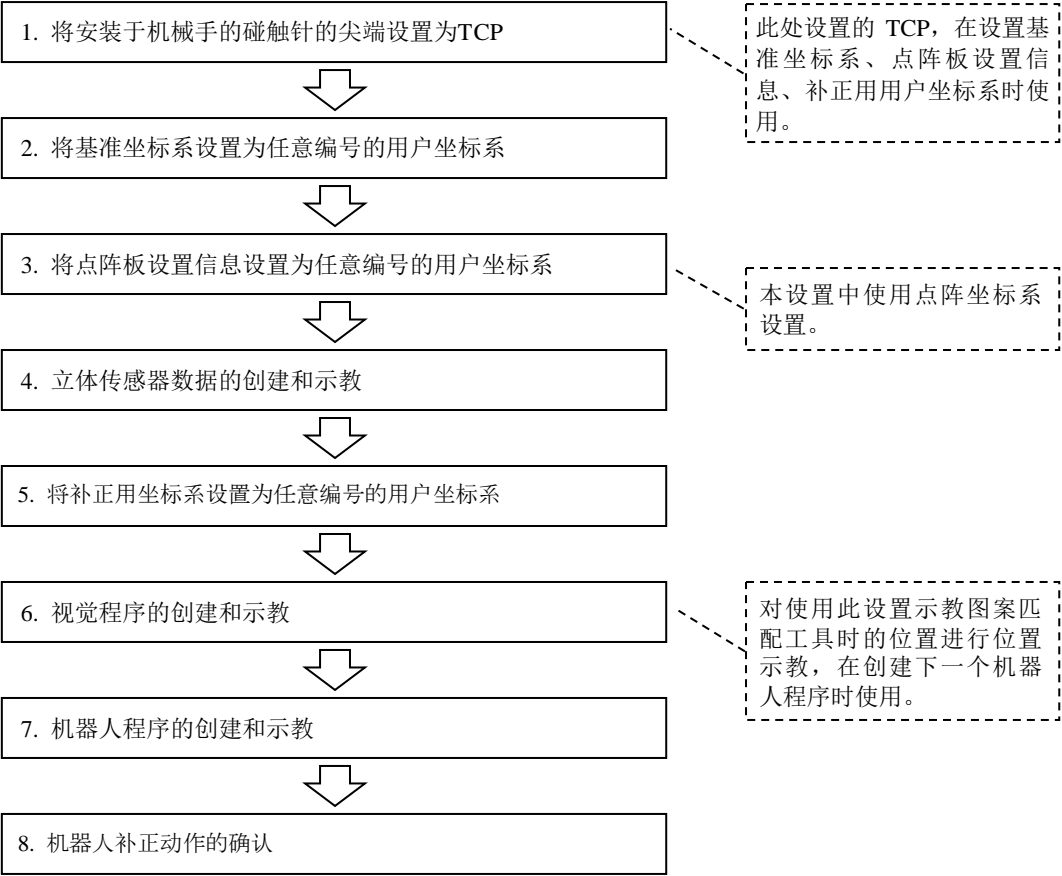 1. 将安装于机械手的碰触针的尖端设置为TCP
此处设置的 TCP，在设置基
准坐标系、点阵板设置信
息、补正用用户坐标系时使
用。
2. 将基准坐标系设置为任意编号的用户坐标系
3. 将点阵板设置信息设置为任意编号的用户坐标系
本设置中使用点阵坐标系
设置。
4. 立体传感器数据的创建和示教
5. 将补正用坐标系设置为任意编号的用户坐标系
6. 视觉程序的创建和示教
对使用此设置示教图案匹
配工具时的位置进行位置
示教，在创建下一个机器
人程序时使用。
7. 机器人程序的创建和示教
8. 机器人补正动作的确认